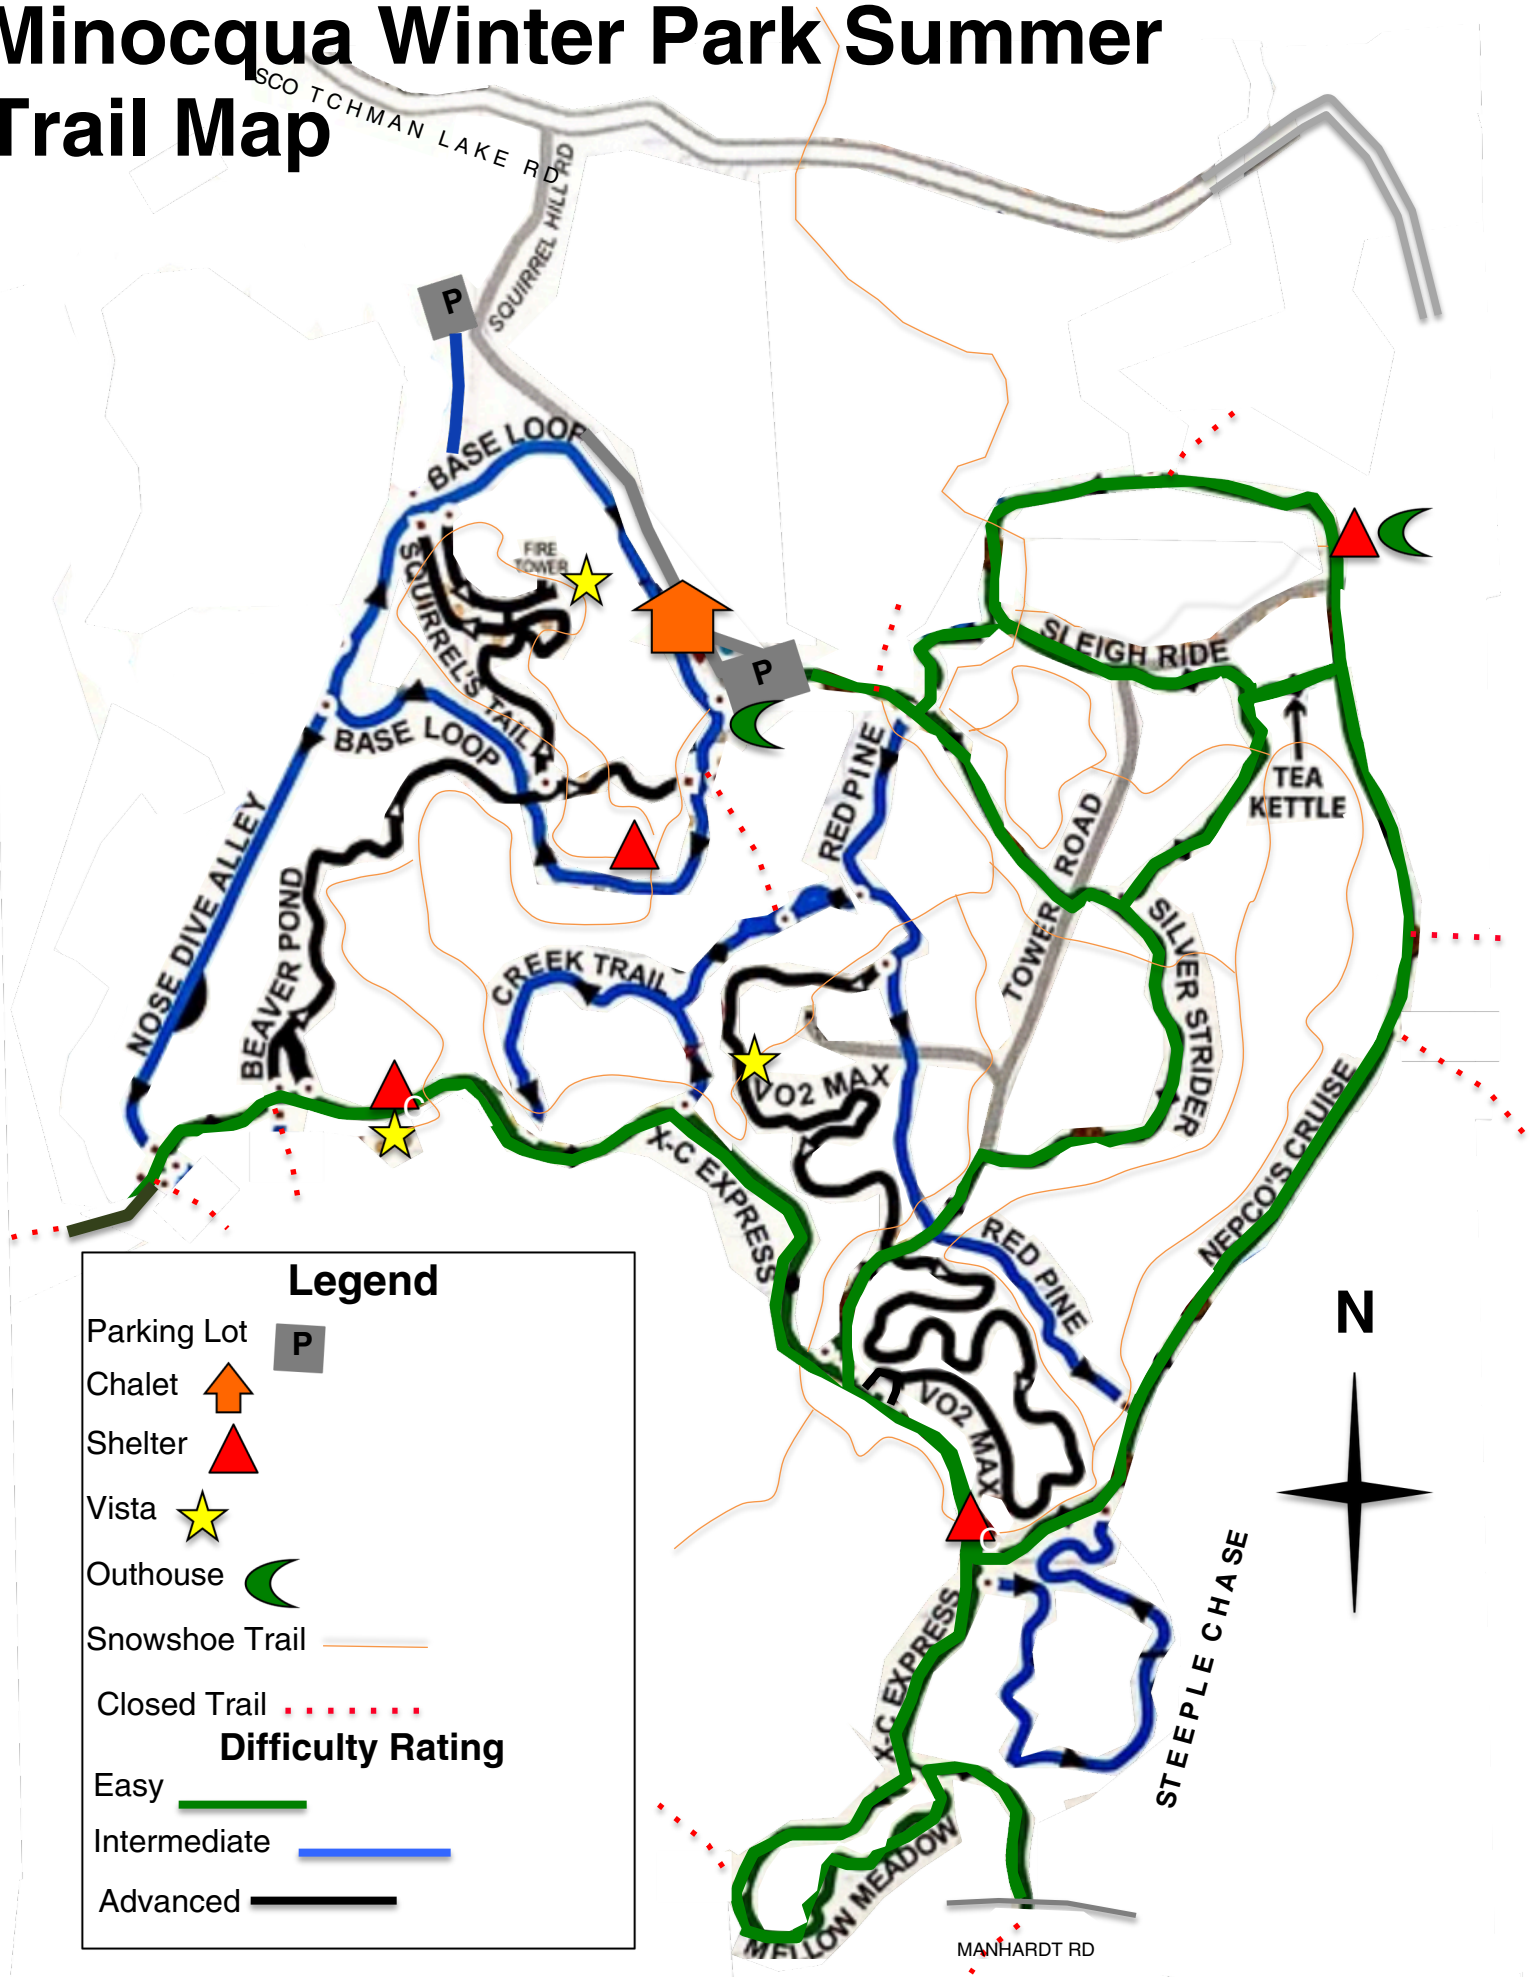 Minocqua Winter Park Summer
Trail Map
SCOTCHMAN LAKE RD
SQUIRREL HILL RD
P
BASE LOOP
FIRE
TOWER
SQUIRREL'S TAIL
P
SLEIGH RIDE
BASE LOOP
RED PINE
TEA
KETTLE
NOSE DIVE ALLEY
BEAVER POND
TOWER ROAD
SILVER STRIDER
CREEK TRAIL
VO2 MAX
X-C EXPRESS
NEPCO'S CRUISE
RED PINE
VO2 MAX
N
C
C
X-C EXPRESS
STEEPLE CHASE
MELLOW MEADOW
MANHARDT RD
Legend
Parking Lot P
Chalet
Shelter
Vista
Outhouse
Snowshoe Trail
Closed Trail
Difficulty Rating
Easy
Intermediate
Advanced